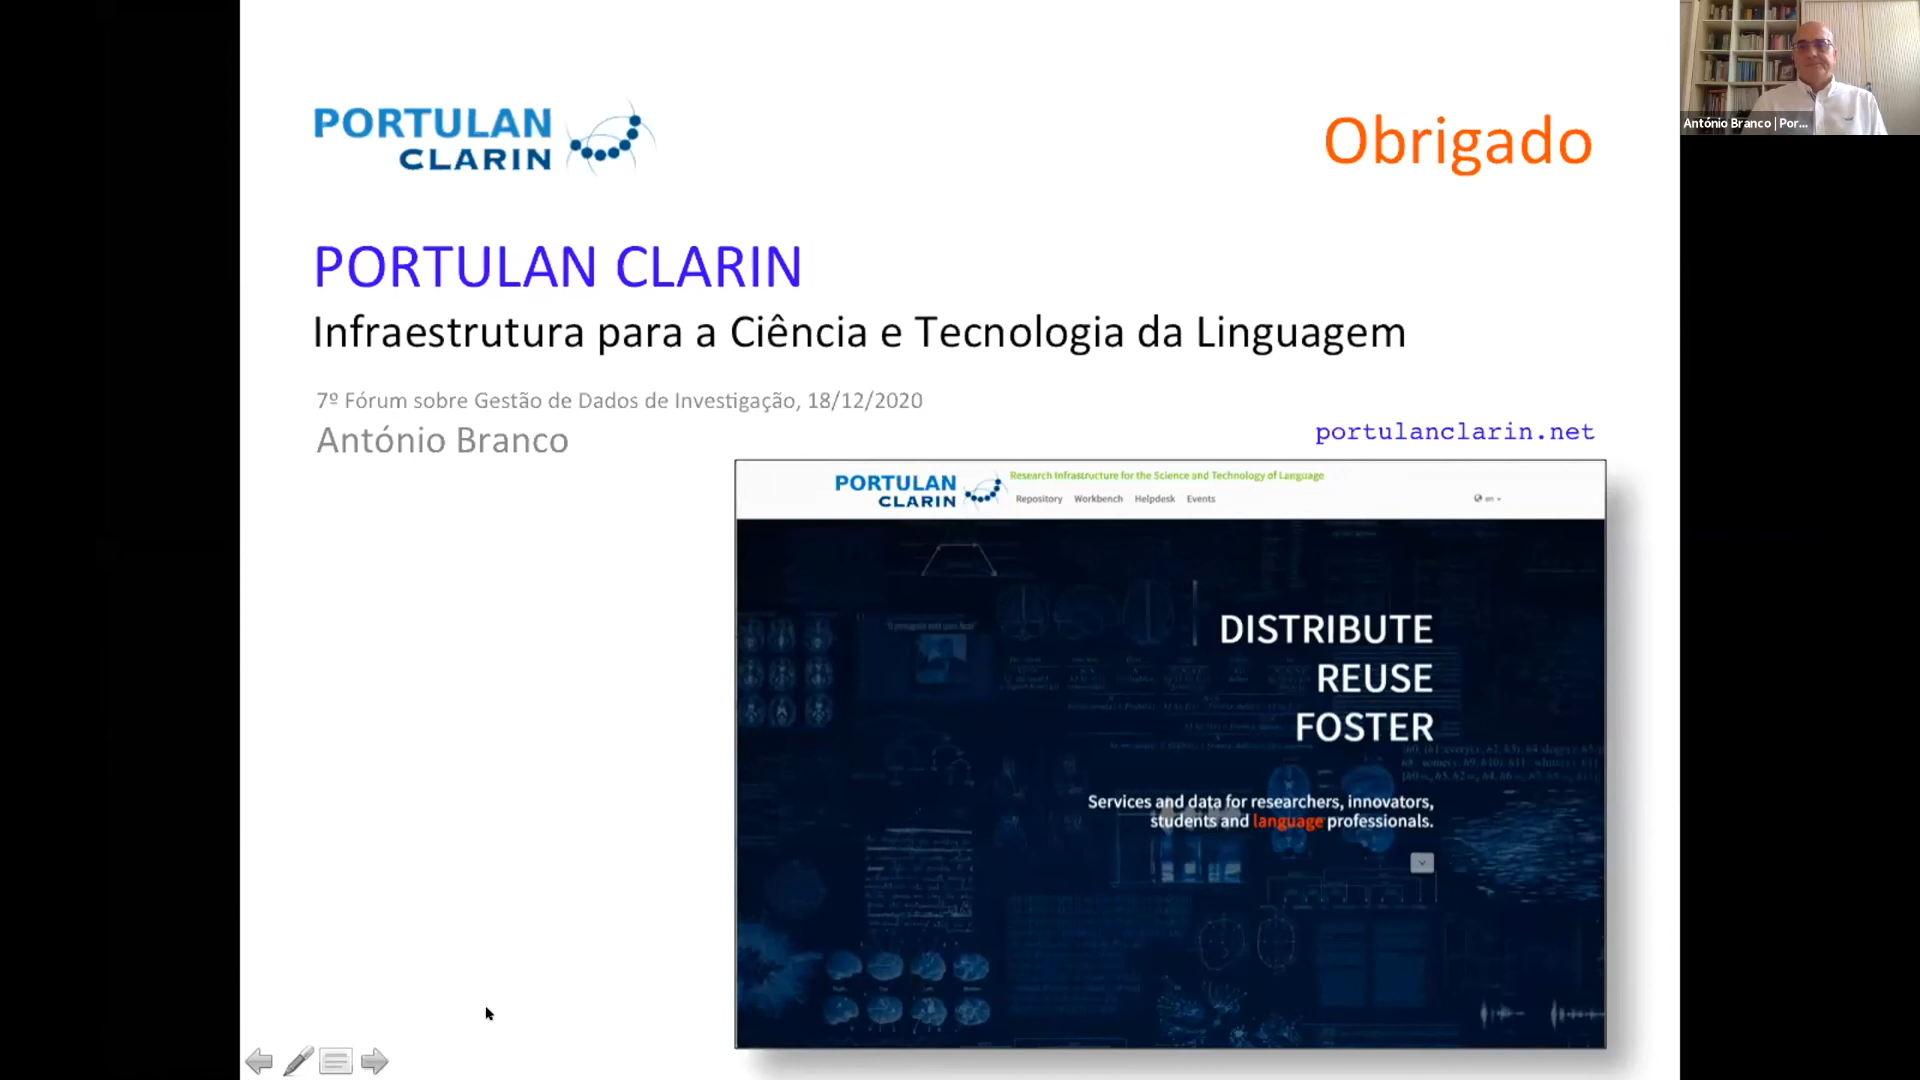 PORTULAN
CLARIN
Obrigado
António Branco | Por...
PORTULAN CLARIN
Infraestrutura para a Ciência e Tecnologia da Linguagem
7º Fórum sobre Gestão de Dados de Investigação, 18/12/2020
António Branco
portulanclarin.net
PORTULAN
CLARIN
Research Infrastructure for the Science and Technology of Language
Repository Workbench Helpdesk Events
en
DISTRIBUTE
REUSE
FOSTER
Services and data for researchers, innovators,
students and language professionals.